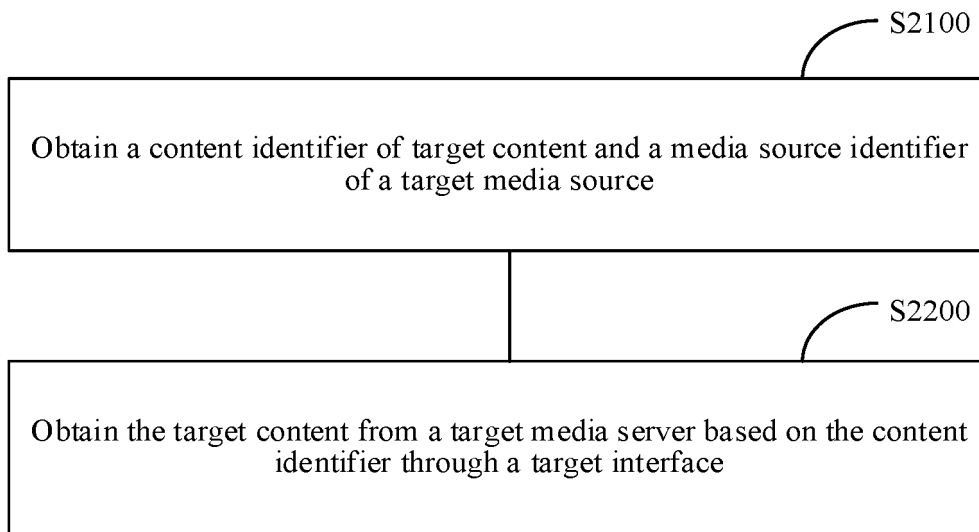 S2100
Obtain a content identifier of target content and a media source identifier
of a target media source
S2200
Obtain the target content from a target media server based on the content
identifier through a target interface